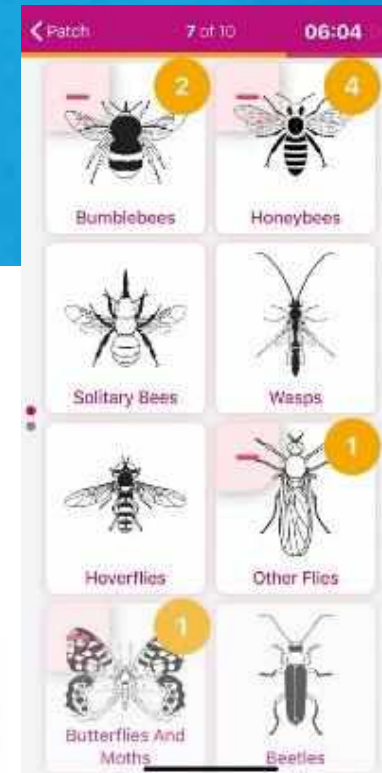 Patch
7 of 10
06:04
2
4
Bumblebees
Honeybees
Solitary Bees
Wasps
1
Hoverflies
Other Flies
1
Butterflies And
Moths
Beetles